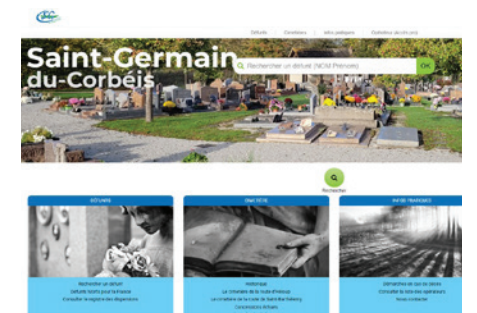 Défunts
Cimetières
Infos pratiques
Saint-Germain
du-Corbéis
Rechercher un défunt (NOM Prénom)
OK
Rechercher
DÉFUNTS
CIMETIÈRE
INFOS PRATIQUES
Rechercher un défunt
Défunts Morts pour la France
Consulter le registre des dispersions
Historique
Le cimetière de la route
Le cimetière de la route de Saint-Barthélemy
Concessions échues
Démarches en cas de décès
Consulter la liste des opérateurs
Nous contacter